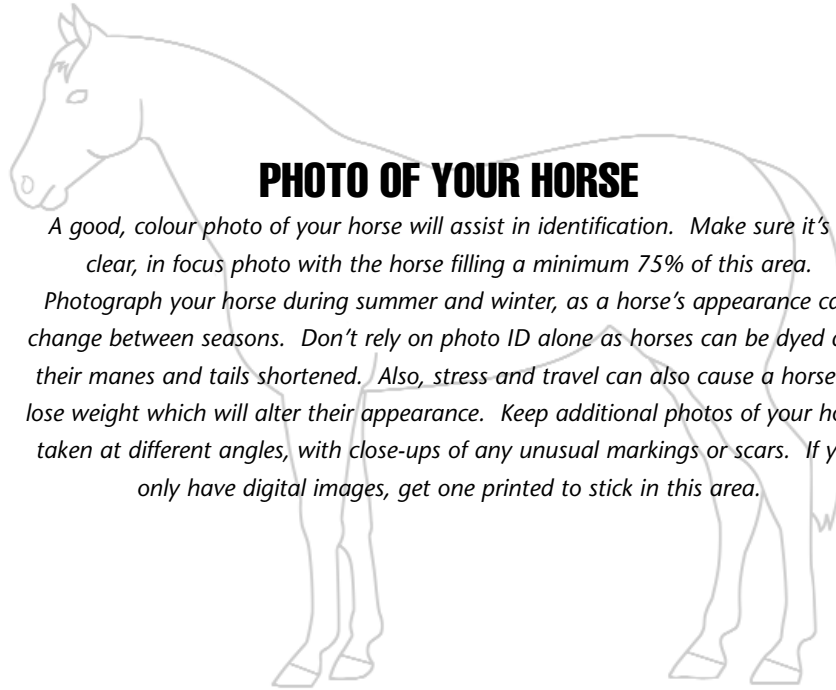 PHOTO OF YOUR HORSE
A good, colour photo of your horse will assist in identification. Make sure it's
clear, in focus photo with the horse filling a minimum 75% of this area.
Photograph your horse during summer and winter, as a horse's appearance
change between seasons. Don't rely on photo ID alone as horses can be dyed
their manes and tails shortened. Also, stress and travel can also cause a horse
lose weight which will alter their appearance. Keep additional photos of your
taken at different angles, with close-ups of any unusual markings or scars. If
only have digital images, get one printed to stick in this area.